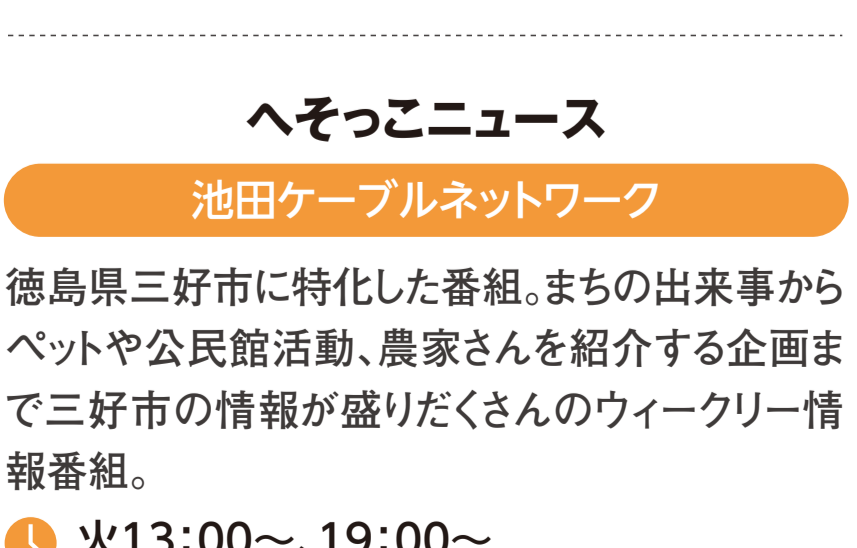 へそっこニュース
池田ケーブルネットワーク
徳島県三好市に特化した番組。まちの出来事から
ペットや公民館活動、農家さんを紹介する企画ま
で三好市の情報が盛りだくさんのウィークリー情
報番組。
火13:00〜、19:00〜